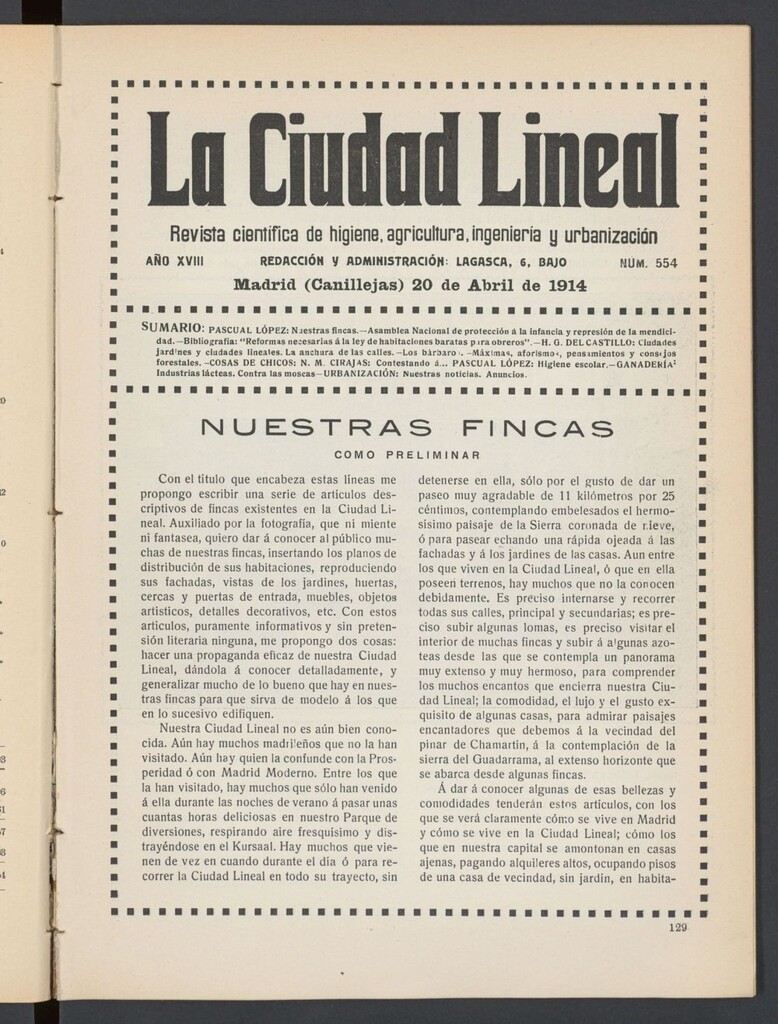 La Ciudad Lineal
Revista científica de higiene, agricultura, ingeniería y urbanización
AÑO XVIII REDACCIÓN Y ADMINISTRACIÓN: LAGASCA, 6, BAJO NÚM. 554
Madrid (Canillejas) 20 de Abril de 1914
SUMARIO: PASCUAL LÓPEZ: Nuestras fincas.—Asamblea Nacional de protección á la infancia y represión de la mendici-
dad.—Bibliografía: "Reformas necesarias á la ley de habitaciones baratas para obreros".—H. G. DEL CASTILLO: Ciudades
jardines y ciudades lineales. La anchura de las calles.—Los bárbaro . -Máximas, aforismos, pensamientos y consejos
forestales.—COSAS DE CHICOS: N. M. CIRAJAS: Contestando á... PASCUAL LÓPEZ: Higiene escolar.—GANADERÍA:
Industrias lácteas. Contra las moscas—URBANIZACIÓN: Nuestras noticias. Anuncios.
NUESTRAS FINCAS
COMO PRELIMINAR
Con el título que encabeza estas líneas me
propongo escribir una serie de artículos des-
criptivos de fincas existentes en la Ciudad Li-
neal. Auxiliado por la fotografía, que ni miente
ni fantasea, quiero dar á conocer al público mu-
chas de nuestras fincas, insertando los planos de
distribución de sus habitaciones, reproduciendo
sus fachadas, vistas de los jardines, huertas,
cercas y puertas de entrada, muebles, objetos
artísticos, detalles decorativos, etc. Con estos
artículos, puramente informativos y sin preten-
sión literaria ninguna, me propongo dos cosas:
hacer una propaganda eficaz de nuestra Ciudad
Lineal, dándola á conocer detalladamente, y
generalizar mucho de lo bueno que hay en nues-
tras fincas para que sirva de modelo á los que
en lo sucesivo edifiquen.
Nuestra Ciudad Lineal no es aún bien cono-
cida. Aún hay muchos madrileños que no la han
visitado. Aún hay quien la confunde con la Pros-
peridad ó con Madrid Moderno. Entre los que
la han visitado, hay muchos que sólo han venido
á ella durante las noches de verano á pasar unas
cuantas horas deliciosas en nuestro Parque de
diversiones, respirando aire fresquísimo y dis-
trayéndose en el Kursaal. Hay muchos que vie-
nen de vez en cuando durante el día ó para re-
correr la Ciudad Lineal en todo su trayecto, sin
detenerse en ella, sólo por el gusto de dar un
paseo muy agradable de 11 kilómetros por 25
céntimos, contemplando embelesados el hermo-
sísimo paisaje de la Sierra coronada de nieve,
ó para pasear echando una rápida ojeada á las
fachadas y á los jardines de las casas. Aun entre
los que viven en la Ciudad Lineal, ó que en ella
poseen terrenos, hay muchos que no la conocen
debidamente. Es preciso internarse y recorrer
todas sus calles, principal y secundarias; es pre-
ciso subir algunas lomas, es preciso visitar el
interior de muchas fincas y subir á algunas azo-
teas desde las que se contempla un panorama
muy extenso y muy hermoso, para comprender
los muchos encantos que encierra nuestra Ciu-
dad Lineal; la comodidad, el lujo y el gusto ex-
quisito de algunas casas, para admirar paisajes
encantadores que debemos á la vecindad del
pinar de Chamartín, á la contemplación de la
sierra del Guadarrama, al extenso horizonte que
se abarca desde algunas fincas.
Á dar á conocer algunas de esas bellezas y
comodidades tenderán estos artículos, con los
que se verá claramente cómo se vive en Madrid
y cómo se vive en la Ciudad Lineal; cómo los
que en nuestra capital se amontonan en casas
ajenas, pagando alquileres altos, ocupando pisos
de una casa de vecindad, sin jardín, en habita-
129